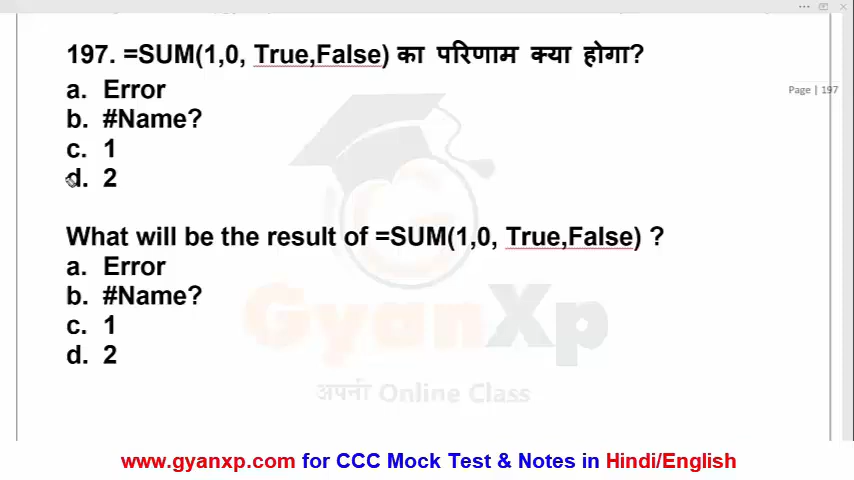 197. =SUM(1,0, True,False) का परिणाम क्या होगा?
Page | 197
a. Error
b. #Name?
c. 1
d. 2
What will be the result of =SUM(1,0, True,False) ?
a. Error
b. #Name?
c. 1
d. 2
GyanXp
अपनी Online Class
www.gyanxp.com for CCC Mock Test & Notes in Hindi/English